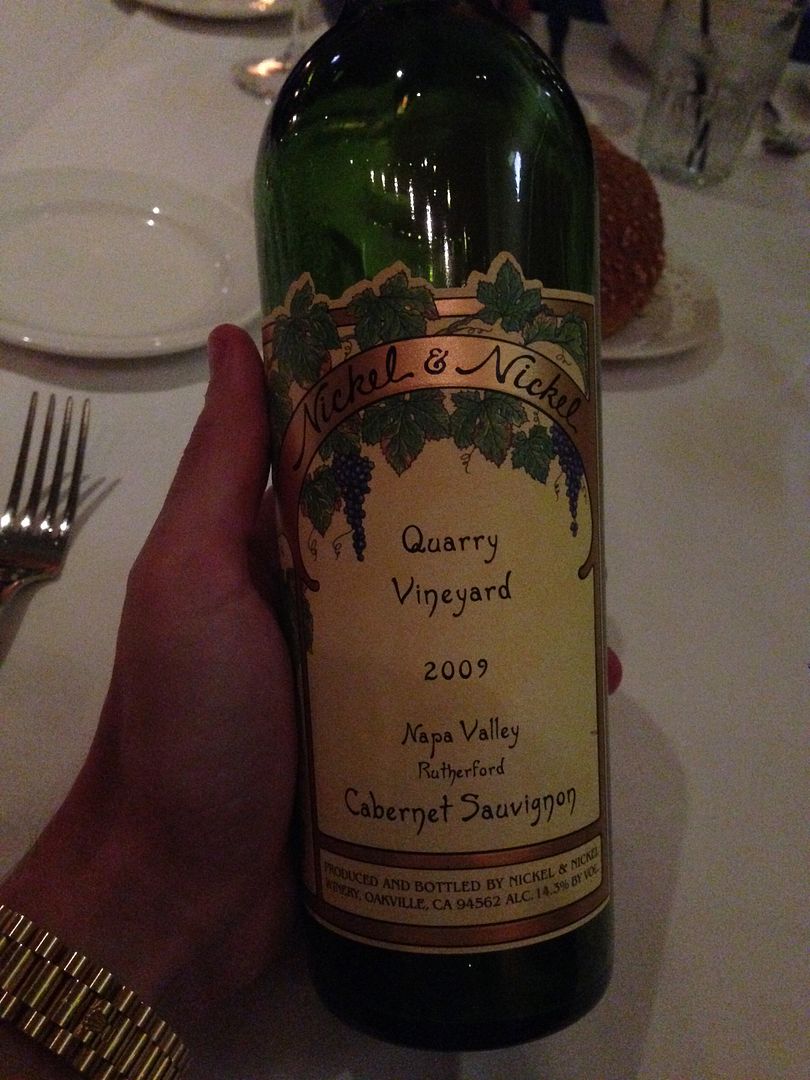 Nickel & Nickel
Quarry
Vineyard
2009
Napa Valley
Rutherford
Cabernet Sauvignon
PRODUCED AND BOTTLED BY NICKEL & NICKEL
WINERY, OAKVILLE, CA 94562 ALC. 14.3% BY VOL.